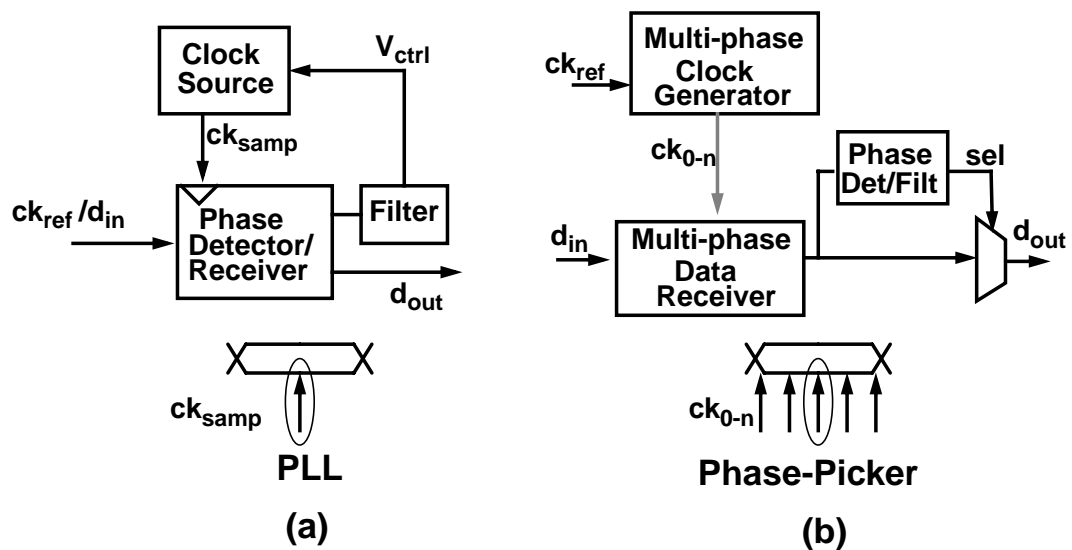 Clock
Source
V_ctrl
ck_samp
ck_ref /d_in
Phase
Detector/
Receiver
Filter
d_out
ck_samp
PLL
(a)
Multi-phase
Clock
Generator
ck_ref
ck_0-n
Phase
Det/Filt
sel
d_in
Multi-phase
Data
Receiver
d_out
ck_0-n
Phase-Picker
(b)